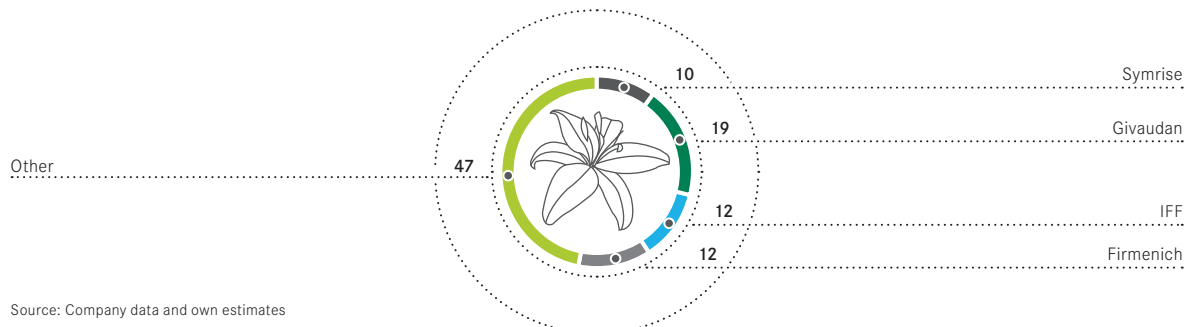 10 Symrise
19 Givaudan
Other 47
12 IFF
12 Firmenich
Source: Company data and own estimates